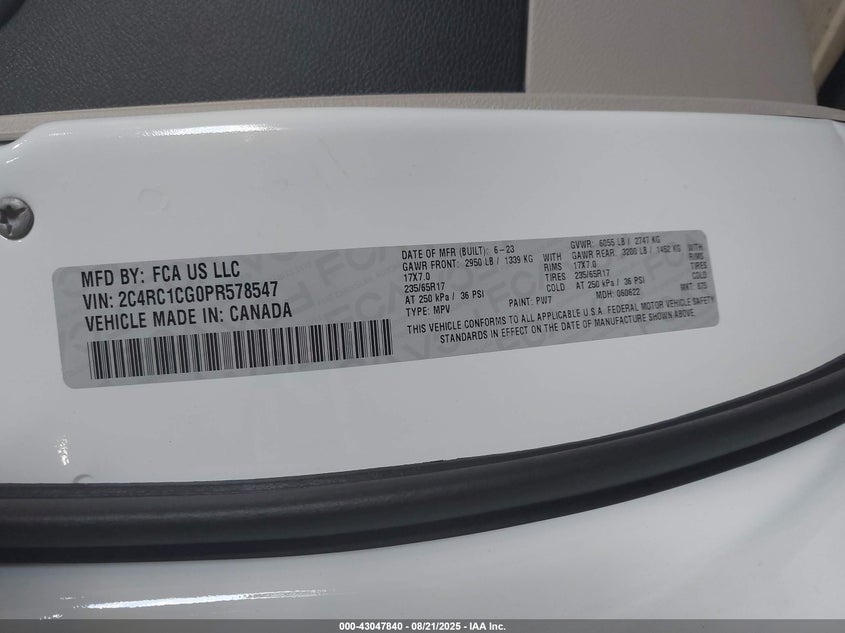 MFD BY: FCA US LLC
VIN: 2C4RC1CG0PR578547
VEHICLE MADE IN: CANADA
DATE OF MFR (BUILT): 6-23 GVWR: 6055 LB / 2747 KG
GAWR FRONT: 2950 LB / 1339 KG WITH GAWR REAR: 3200 LB / 1452 KG WITH
17X7.0 RIMS 17X7.0 RIMS
235/65R17 TIRES 235/65R17 TIRES
AT 250 kPa / 36 PSI COLD AT 250 kPa / 36 PSI COLD
TYPE: MPV PAINT: PW7 MDH: 060622 MKT: 675
THIS VEHICLE CONFORMS TO ALL APPLICABLE U.S.A. FEDERAL MOTOR VEHICLE SAFETY
STANDARDS IN EFFECT ON THE DATE OF MANUFACTURE SHOWN ABOVE.
000-43047840 - 08/21/2025 - IAA Inc.